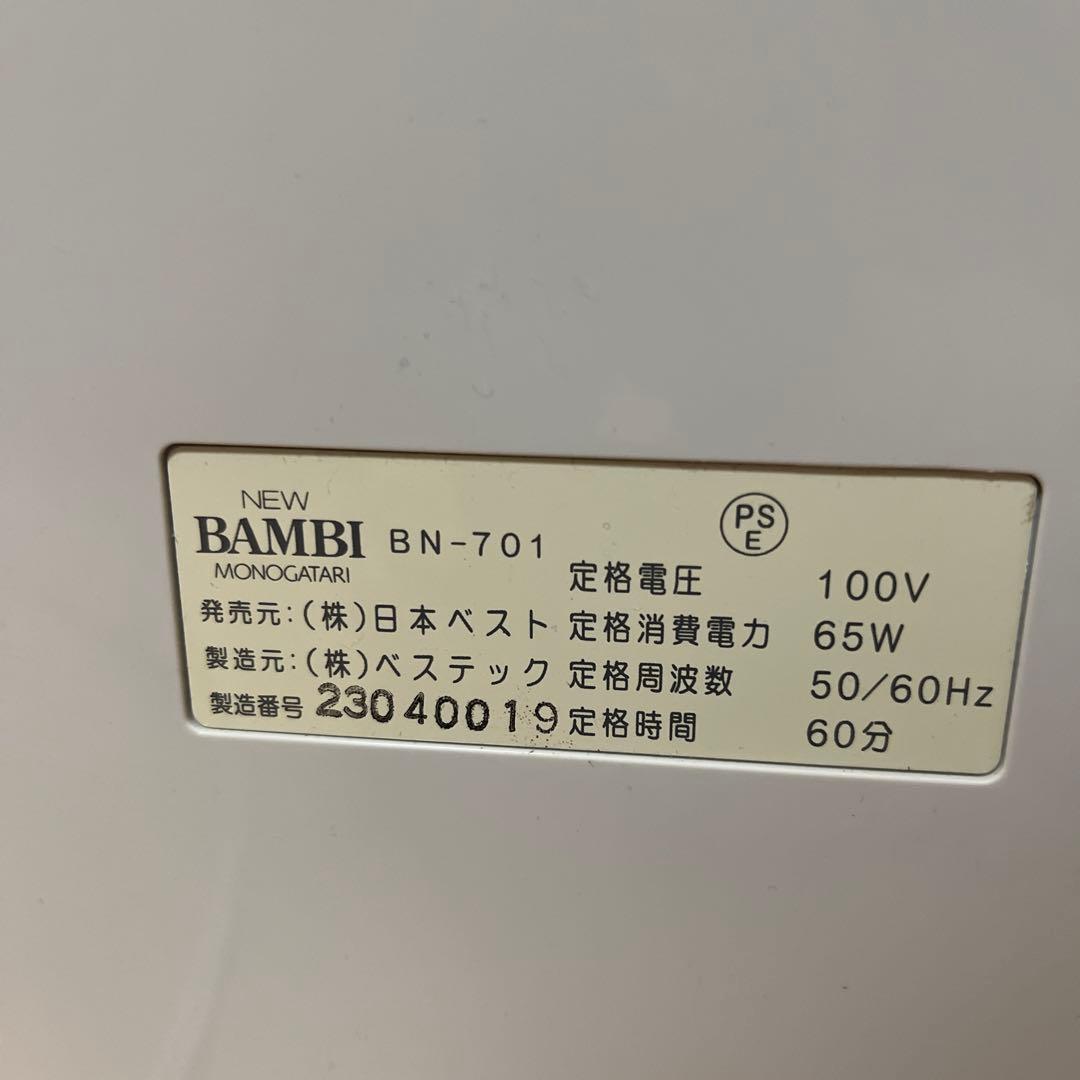 NEW
BAMBI BN-701
MONOGATARI
発売元:(株)日本ベスト
製造元:(株)ベステック
製造番号 23040019
PSE
定格電圧 100V
定格消費電力 65W
定格周波数 50/60Hz
定格時間 60分